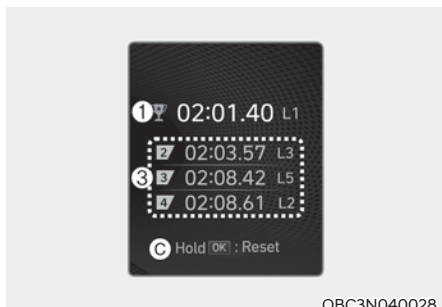 ① 02:01.40 L1
2 02:03.57 L3
③ 3 02:08.42 L5
4 02:08.61 L2
Ⓒ Hold OK : Reset
OBC3N040028